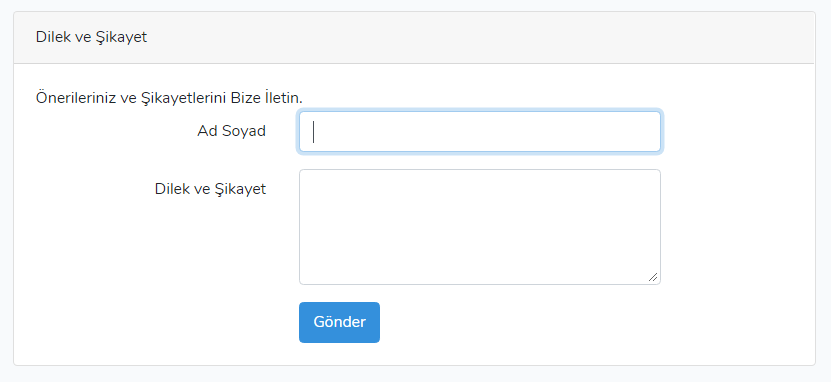 Dilek ve Şikayet
Önerileriniz ve Şikayetlerini Bize İletin.
Ad Soyad
Dilek ve Şikayet
Gönder